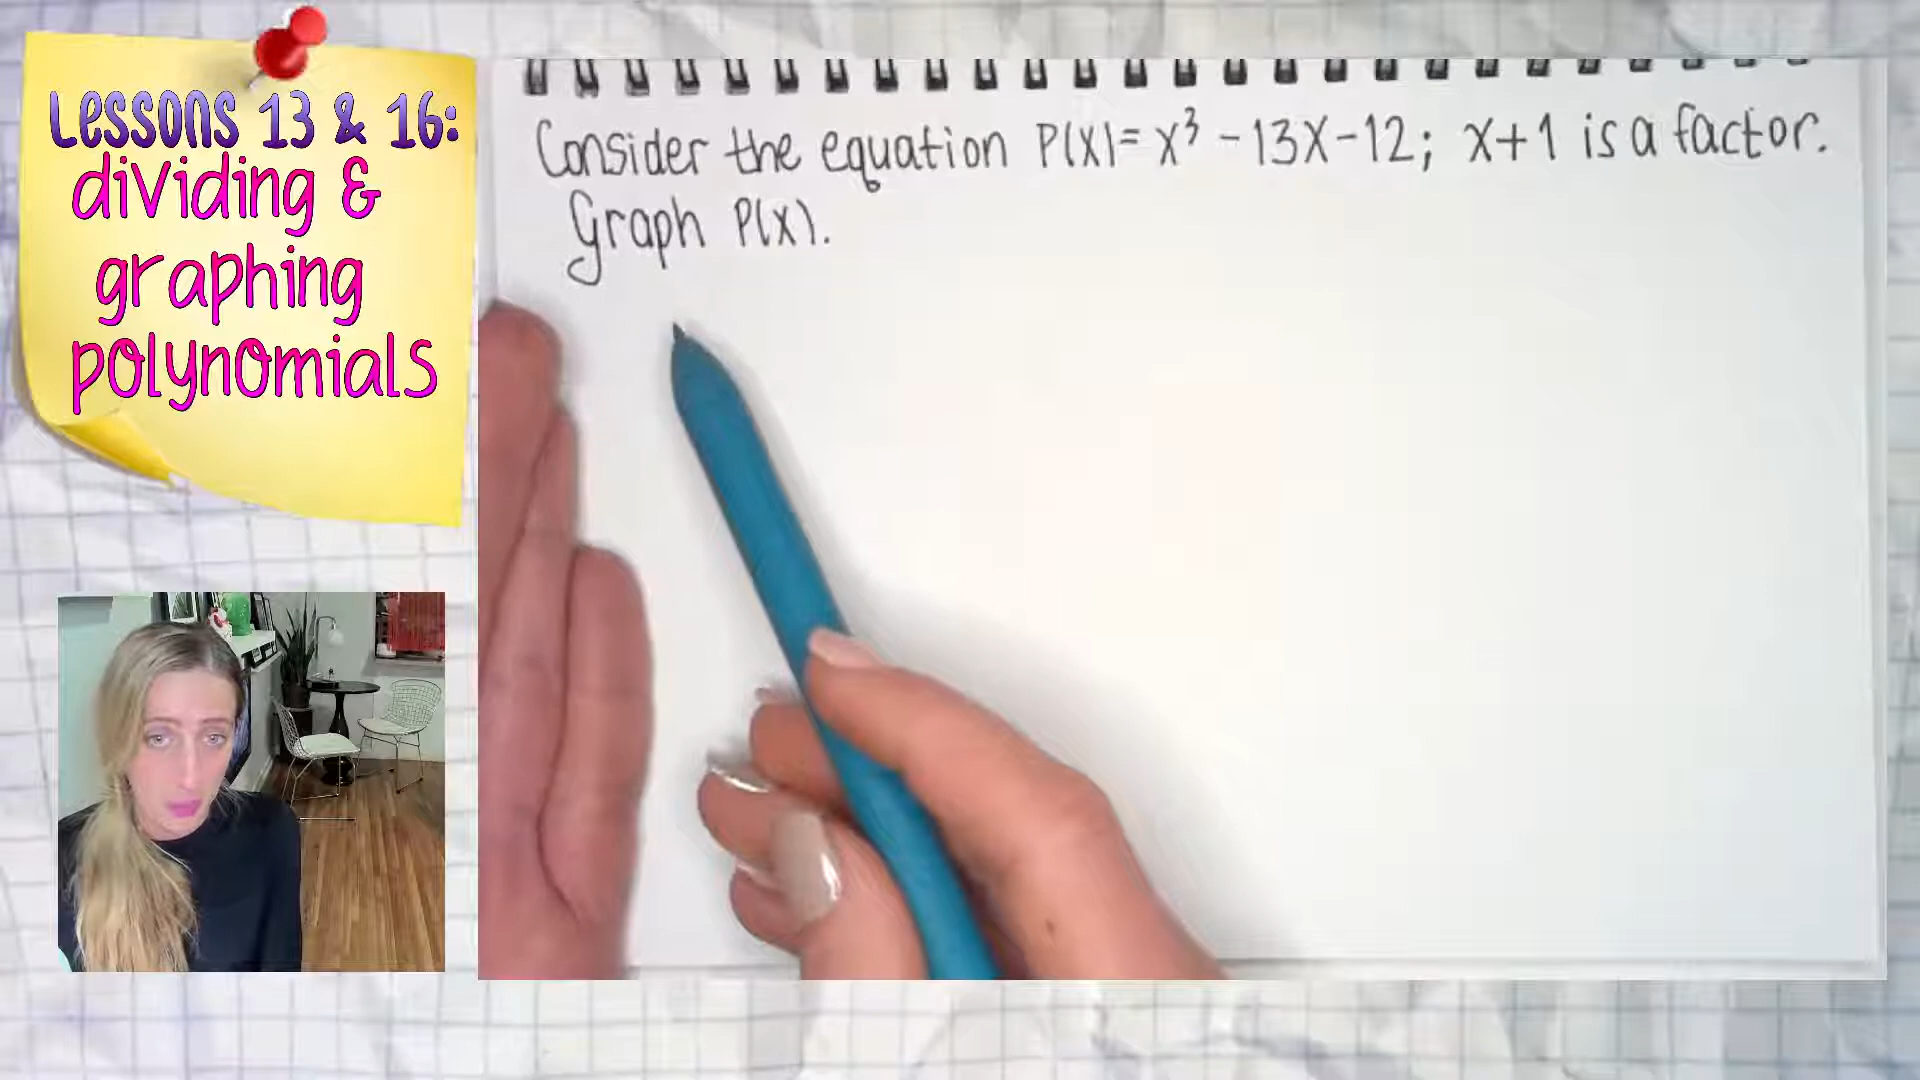 Lessons 13 & 16:
dividing &
graphing
polynomials
Consider the equation P(x)= x³ -13x-12; x+1 is a factor.
Graph P(x).